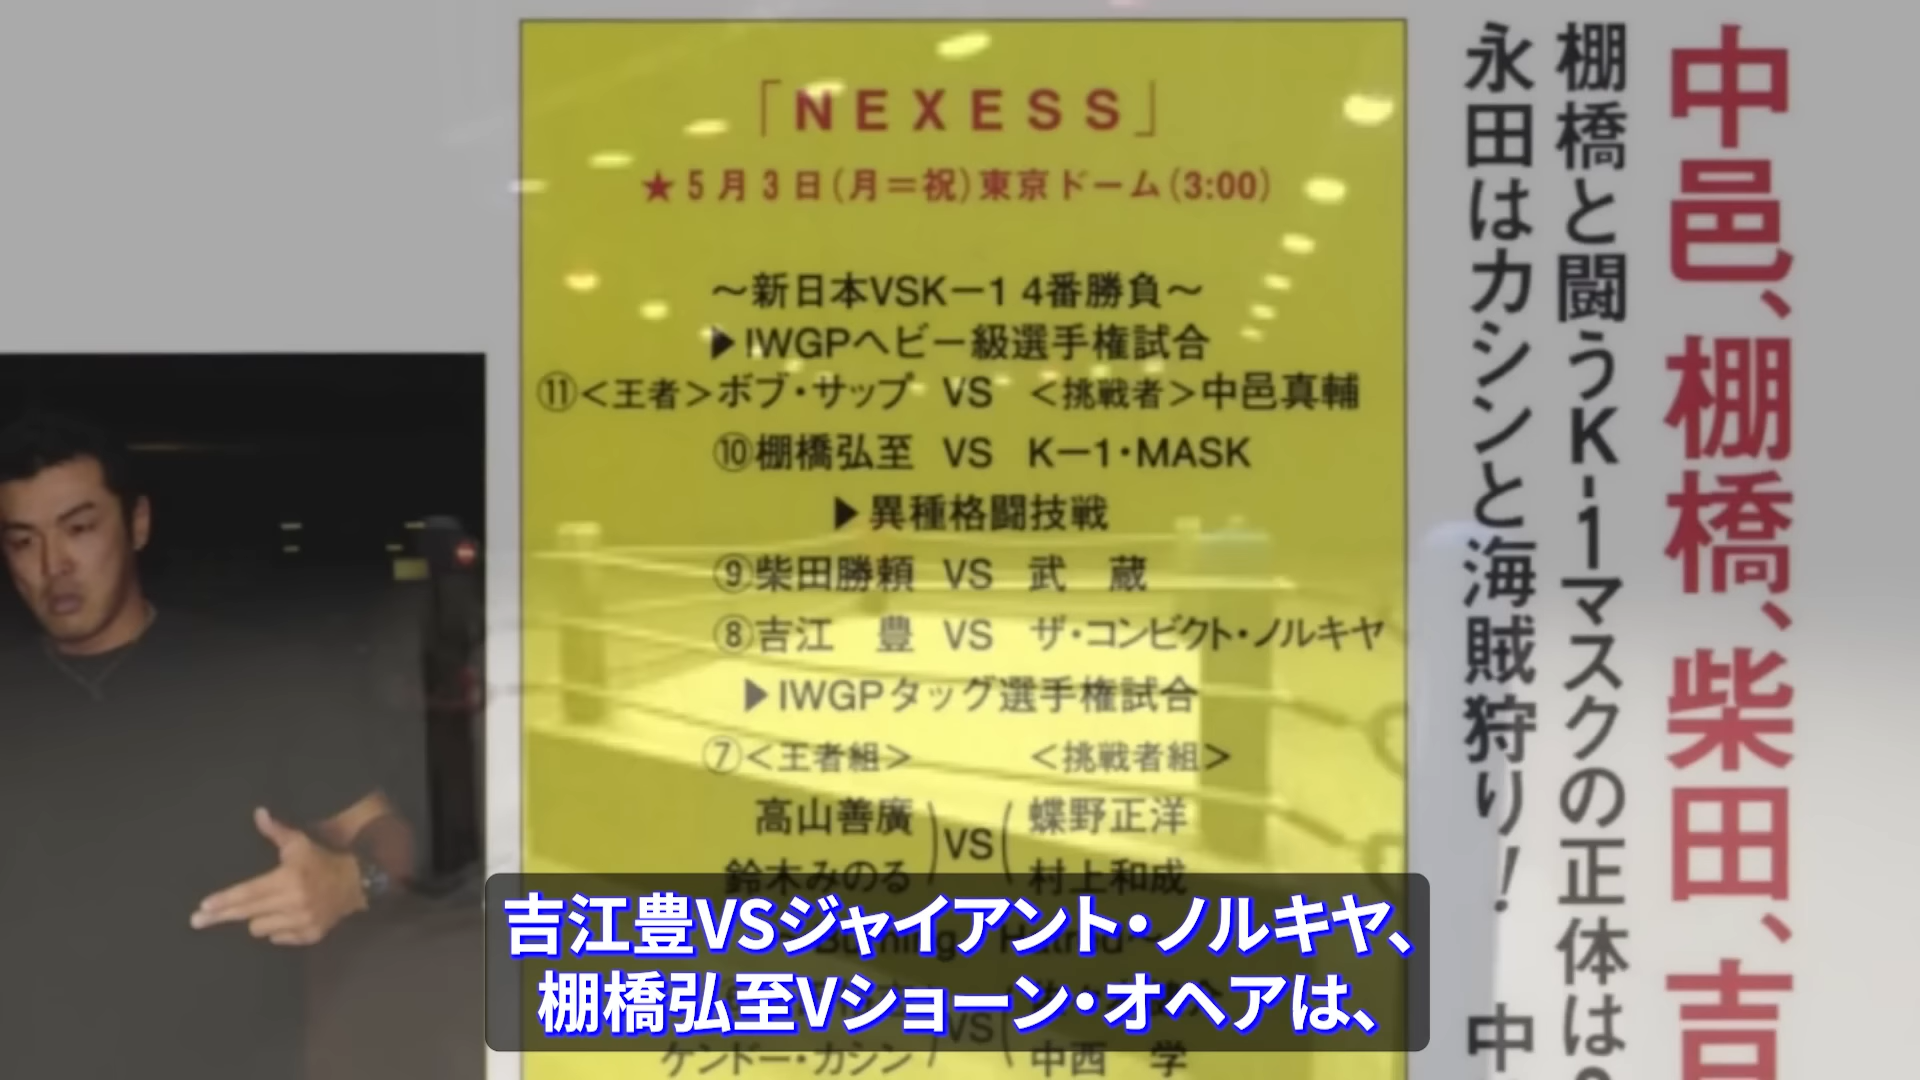 中邑、棚橋、柴田、吉
棚橋と闘うK-1マスクの正体は?
永田はカシンと海賊狩り! 中
「NEXESS」
★5月3日(月=祝)東京ドーム(3:00)
~新日本VSK-1 4番勝負~
▶IWGPヘビー級選手権試合
⑪<王者>ボブ・サップ VS <挑戦者>中邑真輔
⑩棚橋弘至 VS K-1・MASK
▶異種格闘技戦
⑨柴田勝頼 VS 武 蔵
⑧吉江 豊 VS ザ・コンビクト・ノルキヤ
▶IWGPタッグ選手権試合
⑦<王者組> <挑戦者組>
高山善廣 蝶野正洋
VS
鈴木みのる 村上和成
VS
ケンドー・カシン 中西 学
吉江豊VSジャイアント・ノルキヤ、
棚橋弘至Vショーン・オヘアは、